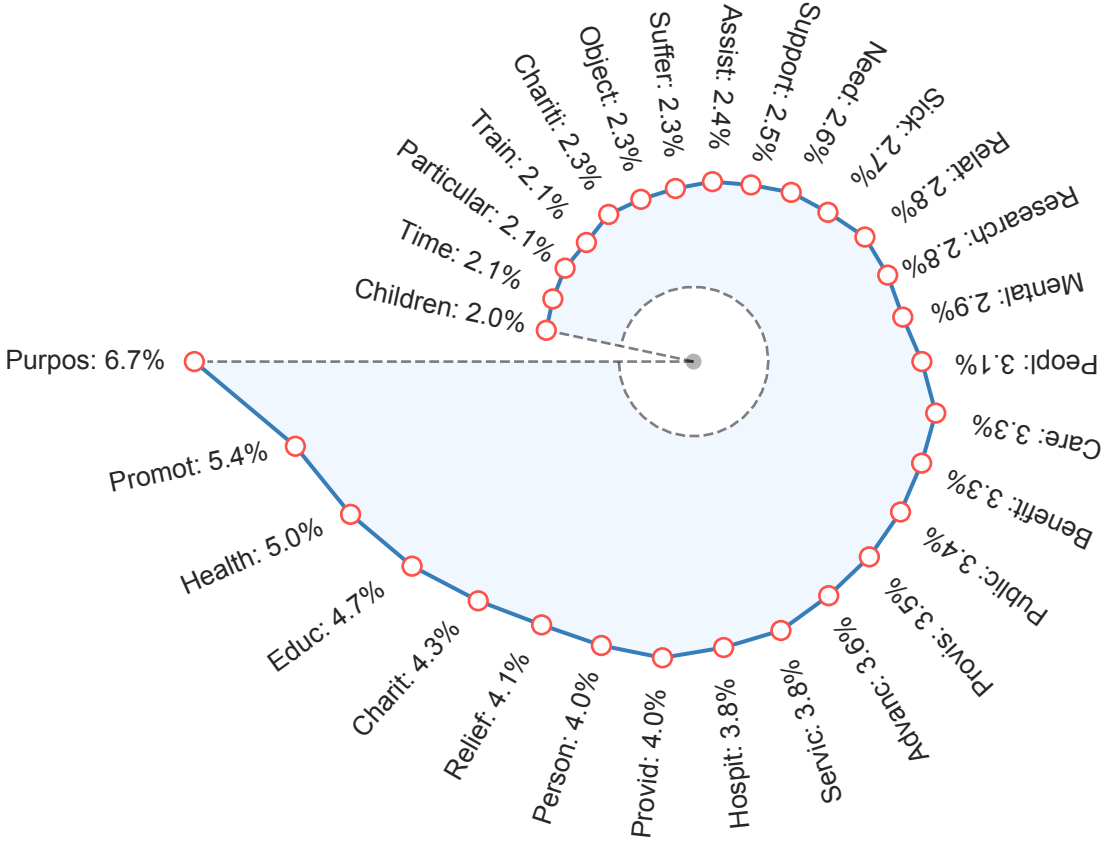 Purpos: 6.7%
Promot: 5.4%
Health: 5.0%
Educ: 4.7%
Charit: 4.3%
Relief: 4.1%
Person: 4.0%
Provid: 4.0%
Hospit: 3.8%
Servic: 3.8%
Advanc: 3.6%
Provis: 3.5%
Public: 3.4%
Benefit: 3.3%
Care: 3.3%
Peopl: 3.1%
Mental: 2.9%
Research: 2.8%
Relat: 2.8%
Sick: 2.7%
Need: 2.6%
Support: 2.5%
Assist: 2.4%
Suffer: 2.3%
Object: 2.3%
Chariti: 2.3%
Train: 2.1%
Particular: 2.1%
Time: 2.1%
Children: 2.0%